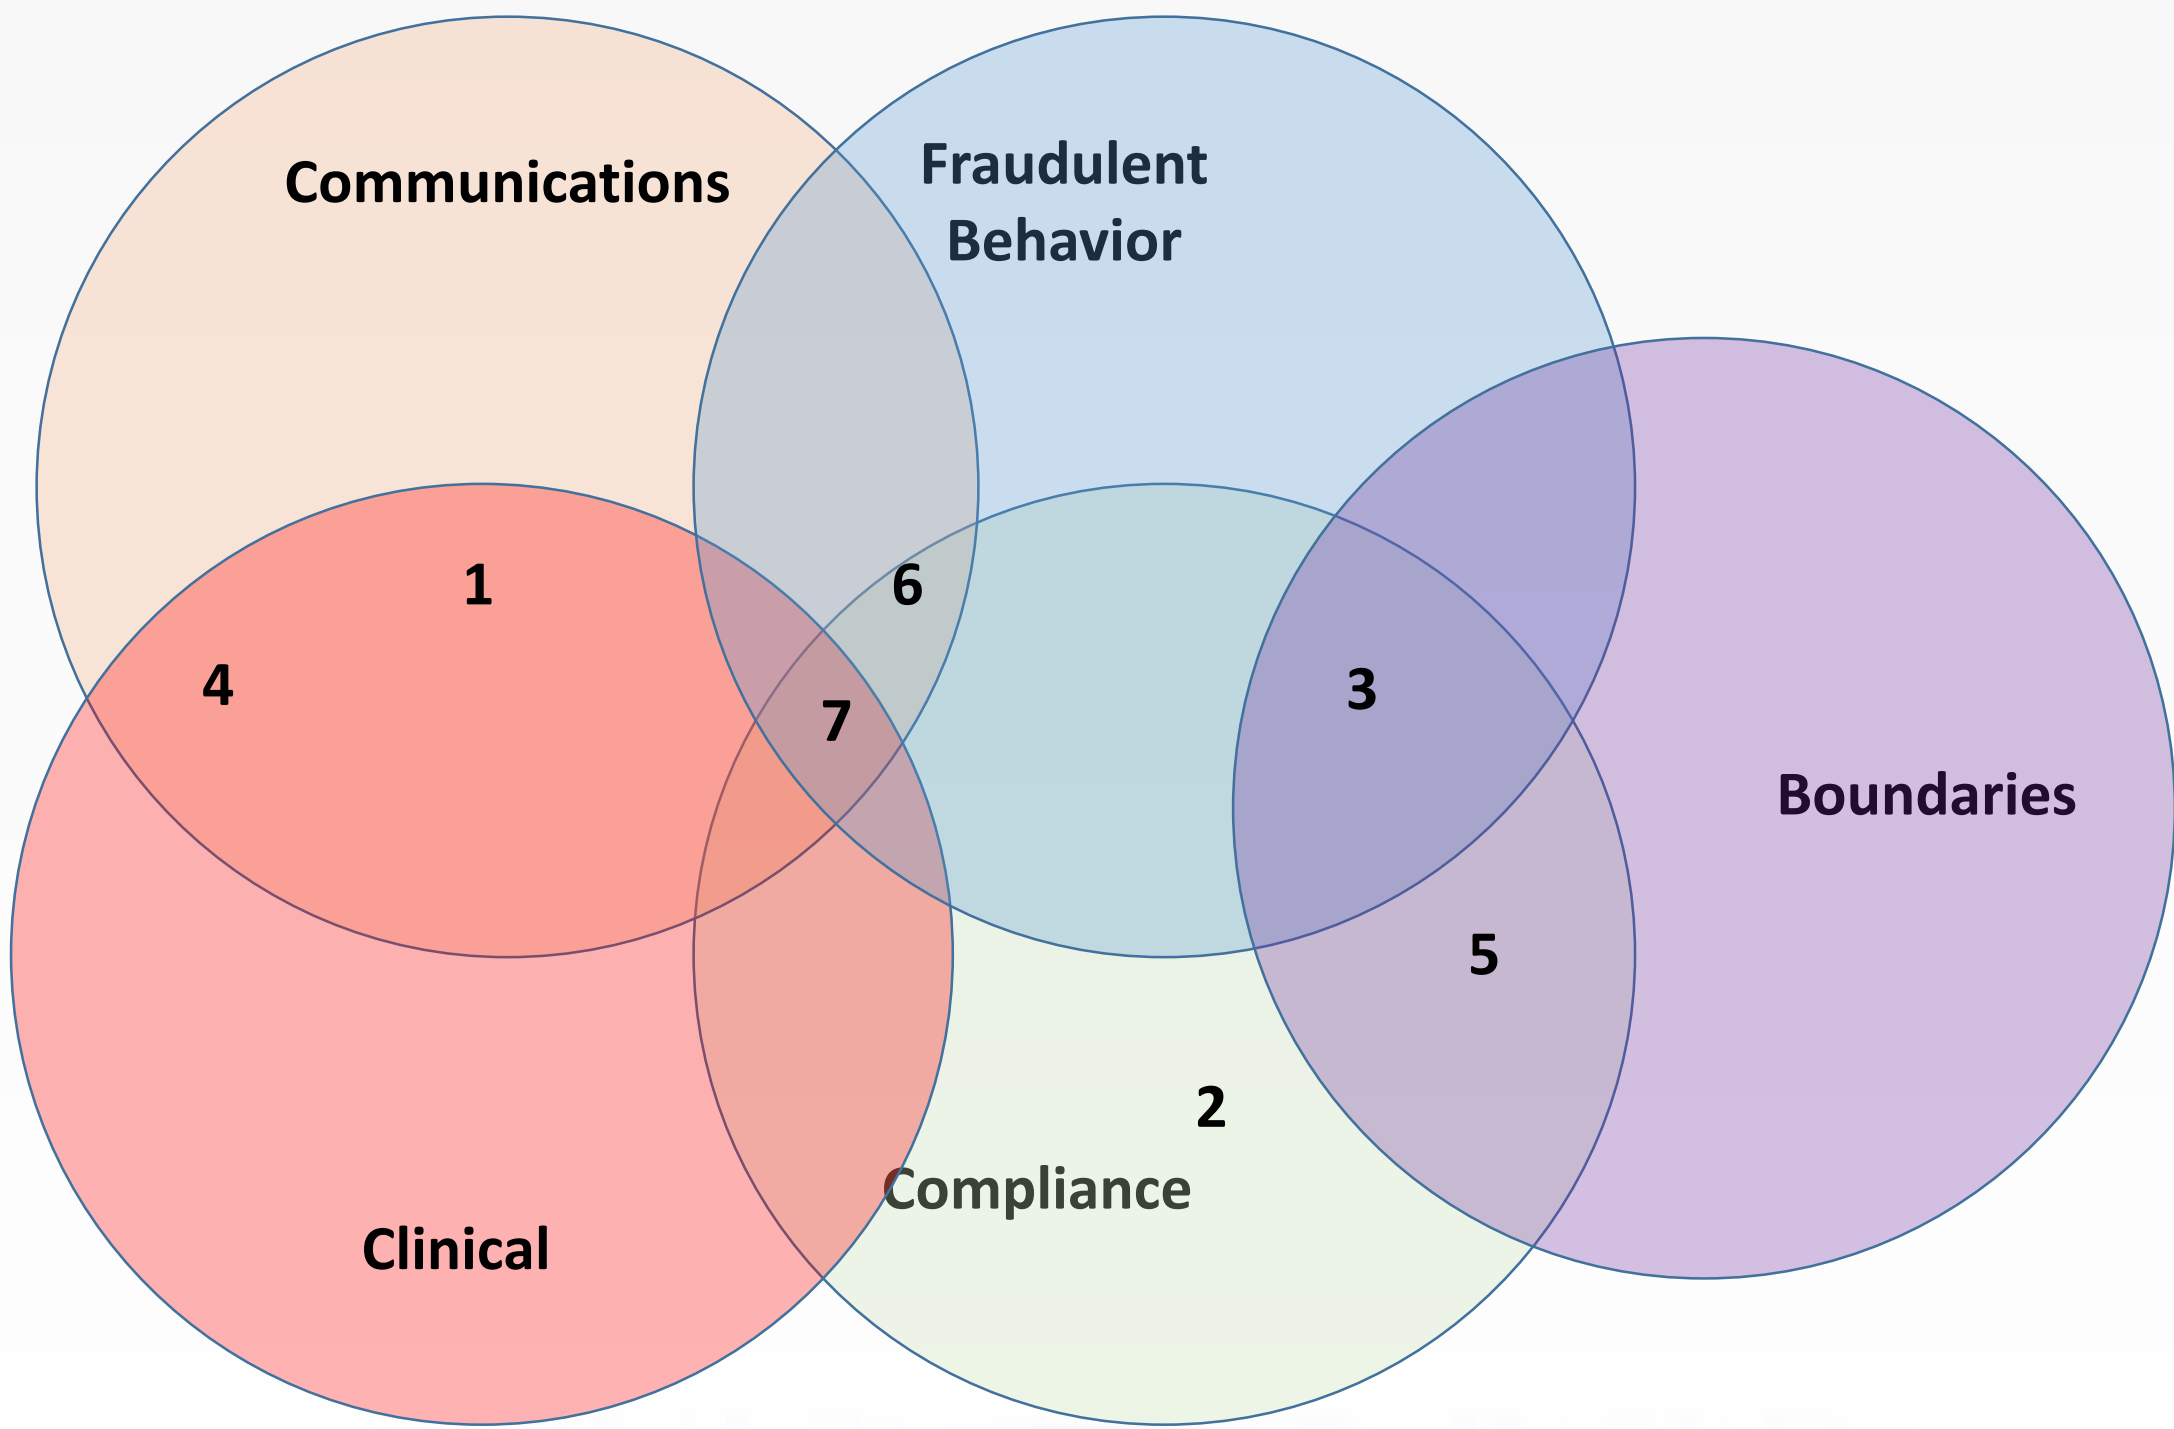 Communications
Fraudulent
Behavior
1
6
4
3
7
Boundaries
5
2
Compliance
Clinical